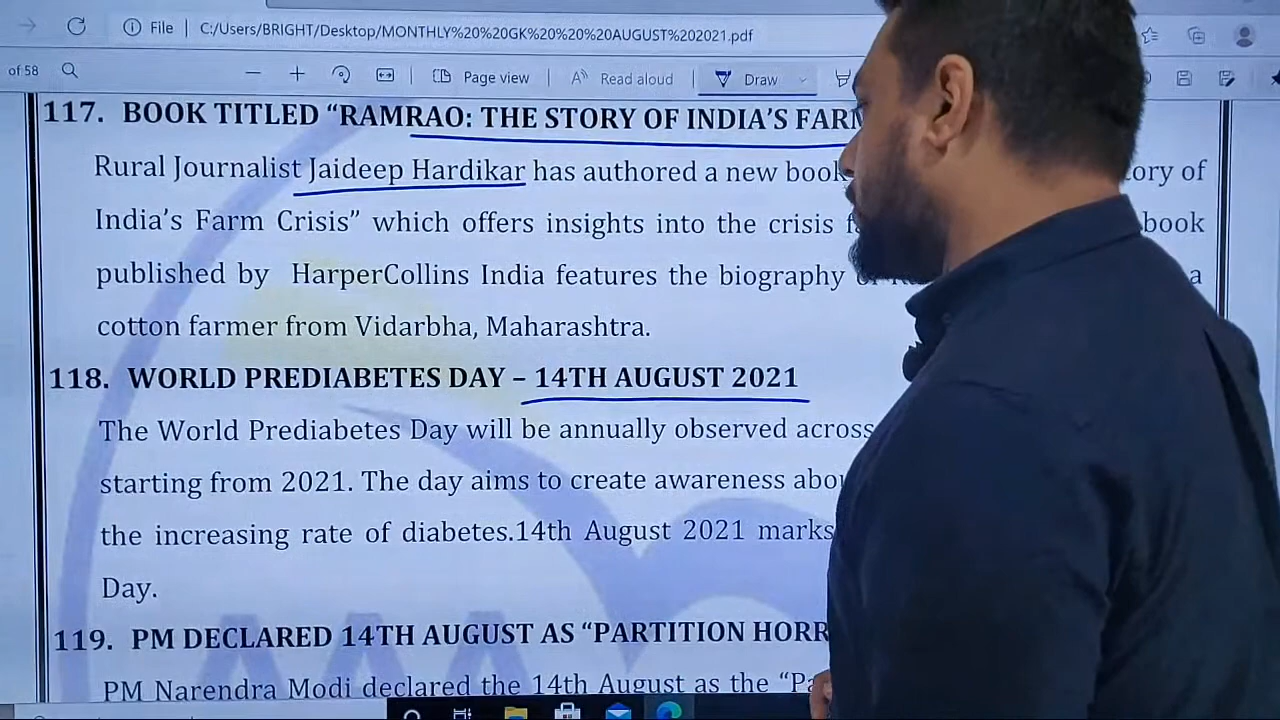 File | C:/Users/BRIGHT/Desktop/MONTHLY%20%20GK%20%20%20AUGUST%202021.pdf
of 58 Page view Read aloud Draw
117. BOOK TITLED “RAMRAO: THE STORY OF INDIA’S
Rural Journalist Jaideep Hardikar has authored a new book of
India’s Farm Crisis” which offers insights into the crisis book
published by HarperCollins India features the biography a
cotton farmer from Vidarbha, Maharashtra.
118. WORLD PREDIABETES DAY – 14TH AUGUST 2021
The World Prediabetes Day will be annually observed across
starting from 2021. The day aims to create awareness
the increasing rate of diabetes.14th August 2021 marks
Day.
119. PM DECLARED 14TH AUGUST AS “PARTITION
PM Narendra Modi declared the 14th August as the